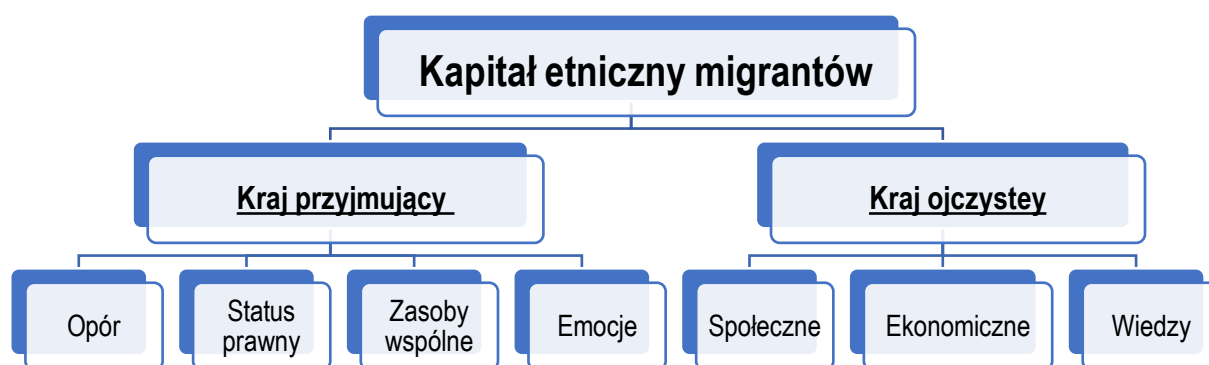 Kapitał etniczny migrantów
Kraj przyjmujący
Kraj ojczystey
Opór
Status
prawny
Zasoby
wspólne
Emocje
Społeczne
Ekonomiczne
Wiedzy